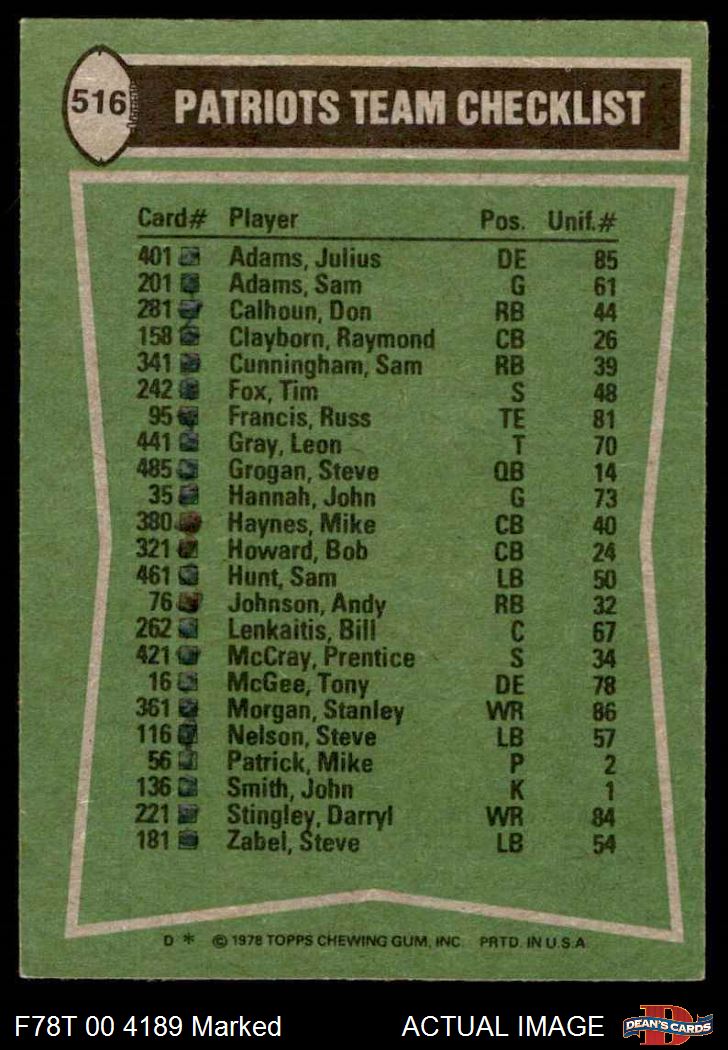 516 PATRIOTS TEAM CHECKLIST
Card# Player Pos. Unif.#
401 Adams, Julius DE 85
201 Adams, Sam G 61
281 Calhoun, Don RB 44
158 Clayborn, Raymond CB 26
341 Cunningham, Sam RB 39
242 Fox, Tim S 48
95 Francis, Russ TE 81
441 Gray, Leon T 70
485 Grogan, Steve QB 14
35 Hannah, John G 73
380 Haynes, Mike CB 40
321 Howard, Bob CB 24
461 Hunt, Sam LB 50
76 Johnson, Andy RB 32
262 Lenkaitis, Bill C 67
421 McCray, Prentice S 34
16 McGee, Tony DE 78
361 Morgan, Stanley WR 86
116 Nelson, Steve LB 57
56 Patrick, Mike P 2
136 Smith, John K 1
221 Stingley, Darryl WR 84
181 Zabel, Steve LB 54
D * © 1978 TOPPS CHEWING GUM, INC. PRTD. IN U.S.A.
F78T 00 4189 Marked ACTUAL IMAGE D DEAN'S CARDS